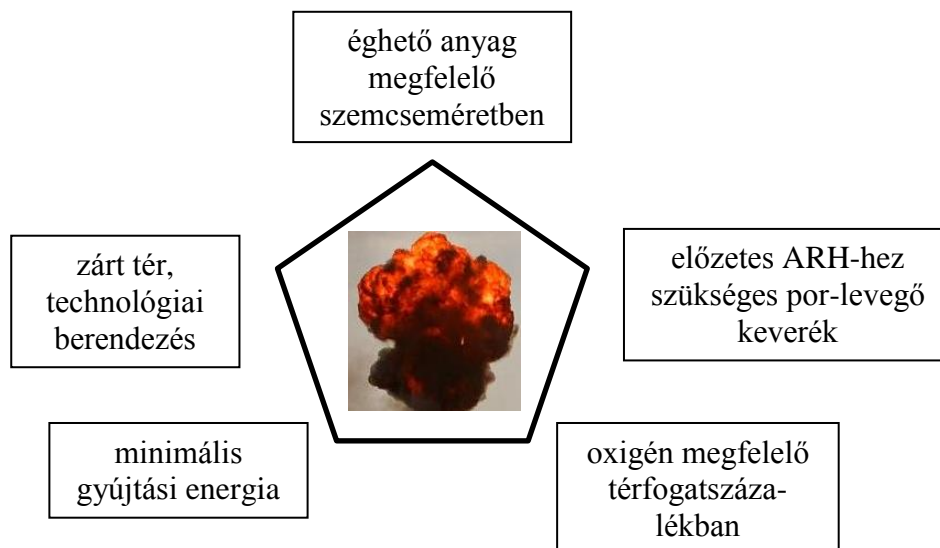 éghető anyag
megfelelő
szemcseméretben
zárt tér,
technológiai
berendezés
előzetes ARH-hez
szükséges por-levegő
keverék
minimális
gyújtási energia
oxigén megfelelő
térfogatszáza-
lékban